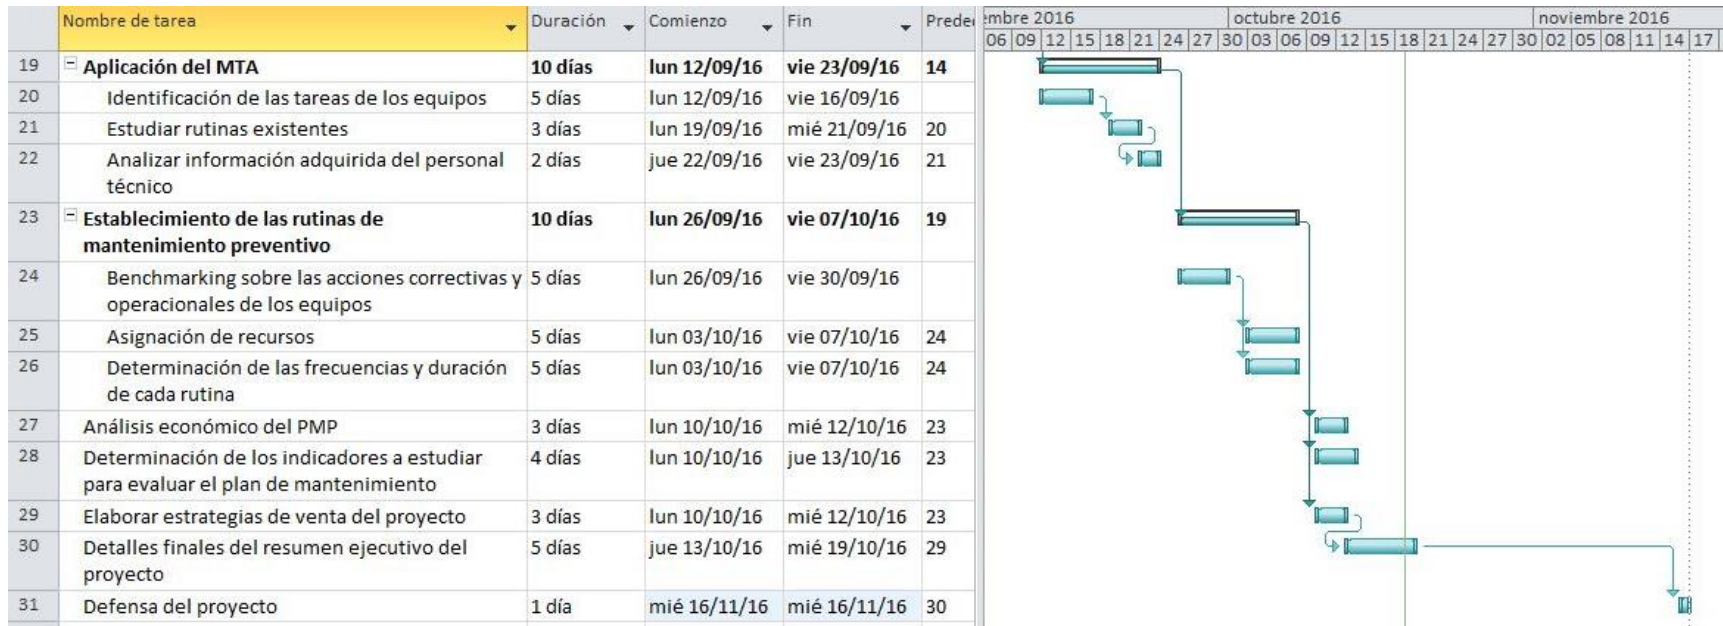 Nombre de tarea Duración Comienzo Fin Predec embre 2016 octubre 2016 noviembre 2016
06 09 12 15 18 21 24 27 30 03 06 09 12 15 18 21 24 27 30 02 05 08 11 14 17
19 Aplicación del MTA 10 días lun 12/09/16 vie 23/09/16 14
20 Identificación de las tareas de los equipos 5 días lun 12/09/16 vie 16/09/16
21 Estudiar rutinas existentes 3 días lun 19/09/16 mié 21/09/16 20
22 Analizar información adquirida del personal 2 días jue 22/09/16 vie 23/09/16 21
técnico
23 Establecimiento de las rutinas de 10 días lun 26/09/16 vie 07/10/16 19
mantenimiento preventivo
24 Benchmarking sobre las acciones correctivas y 5 días lun 26/09/16 vie 30/09/16
operacionales de los equipos
25 Asignación de recursos 5 días lun 03/10/16 vie 07/10/16 24
26 Determinación de las frecuencias y duración 5 días lun 03/10/16 vie 07/10/16 24
de cada rutina
27 Análisis económico del PMP 3 días lun 10/10/16 mié 12/10/16 23
28 Determinación de los indicadores a estudiar 4 días lun 10/10/16 jue 13/10/16 23
para evaluar el plan de mantenimiento
29 Elaborar estrategias de venta del proyecto 3 días lun 10/10/16 mié 12/10/16 23
30 Detalles finales del resumen ejecutivo del 5 días jue 13/10/16 mié 19/10/16 29
proyecto
31 Defensa del proyecto 1 día mié 16/11/16 mié 16/11/16 30